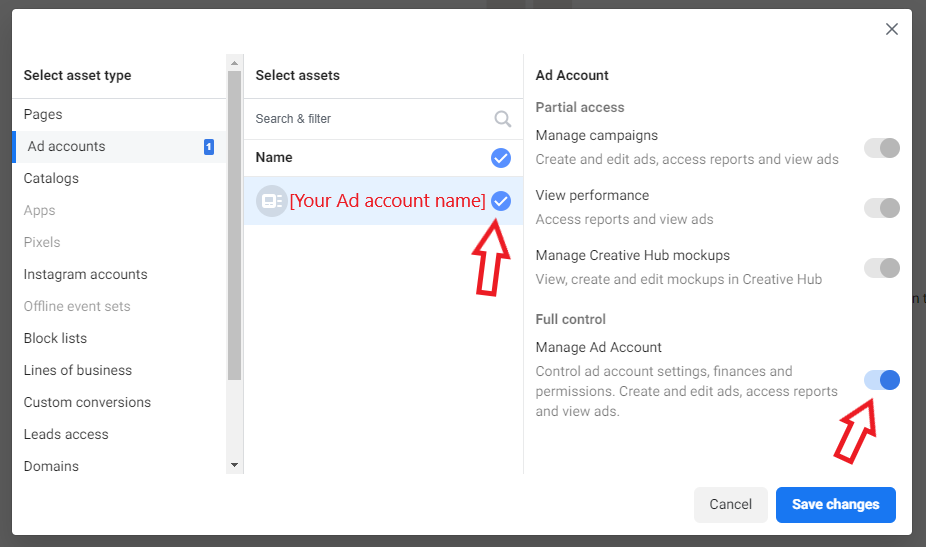 Select asset type
Pages
Ad accounts
1
Catalogs
Apps
Pixels
Instagram accounts
Offline event sets
Block lists
Lines of business
Custom conversions
Leads access
Domains
Select assets
Search & filter
Name
[Your Ad account name]
Ad Account
Partial access
Manage campaigns
Create and edit ads, access reports and view ads
View performance
Access reports and view ads
Manage Creative Hub mockups
View, create and edit mockups in Creative Hub
Full control
Manage Ad Account
Control ad account settings, finances and
permissions. Create and edit ads, access reports
and view ads.
Cancel
Save changes